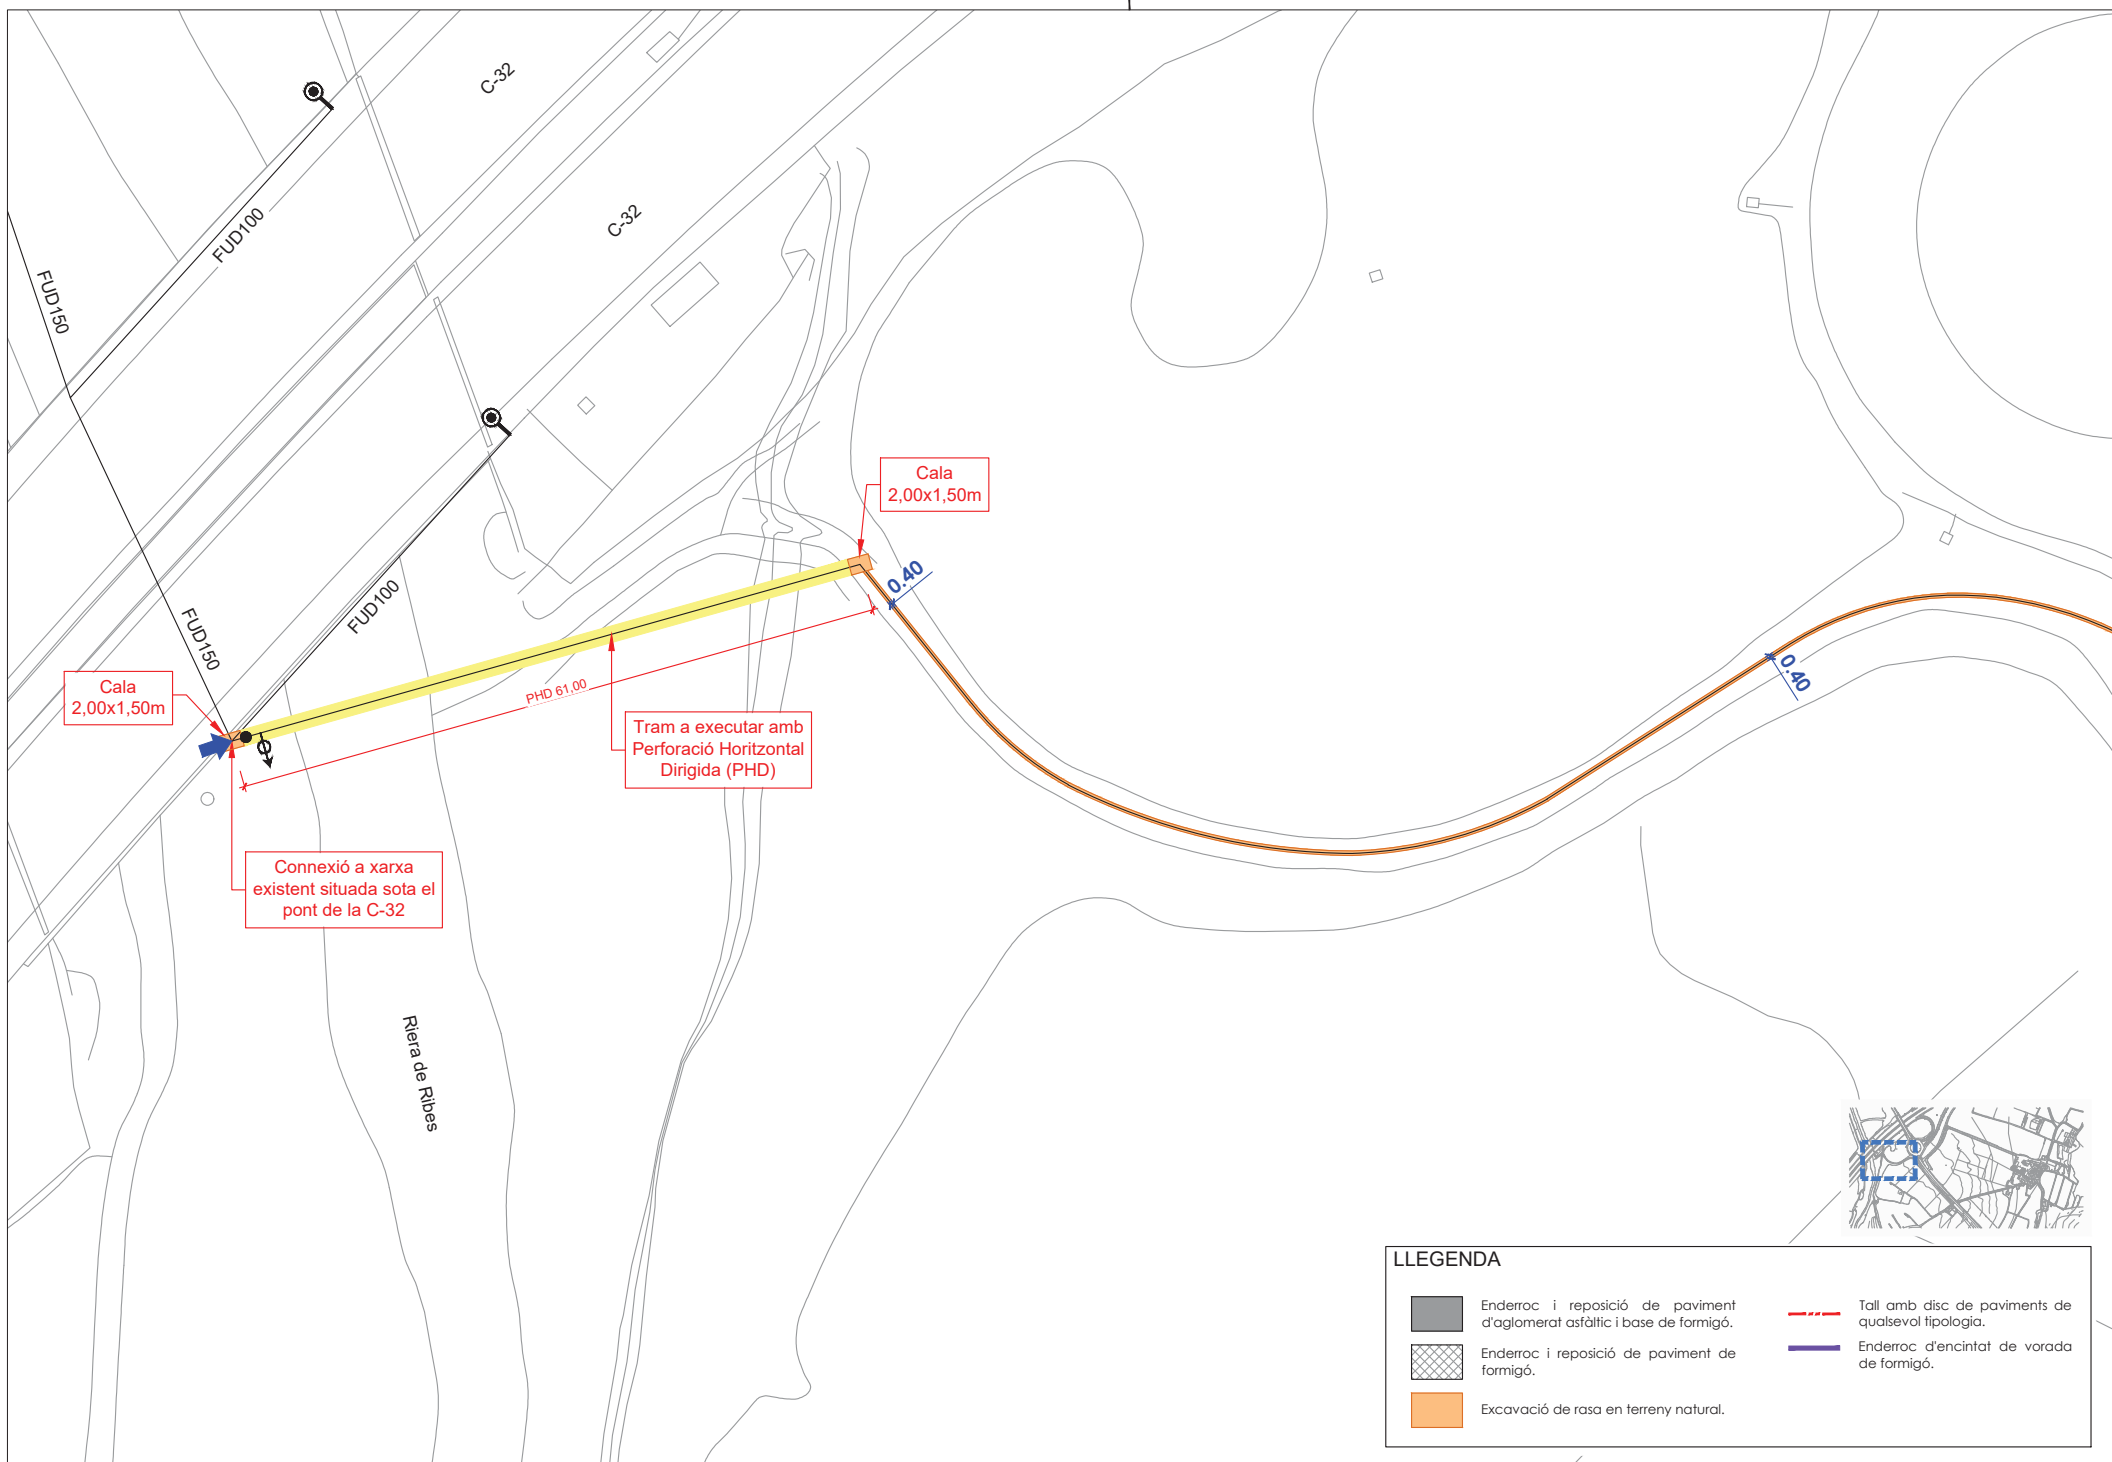 C-32
C-32
FUD100
FUD150
Cala
2,00x1,50m
0.40
FUD100
FUD150
Cala
2,00x1,50m
PHD 61,00
0.40
Tram a executar amb
Perforació Horitzontal
Dirigida (PHD)
Connexió a xarxa
existent situada sota el
pont de la C-32
Riera de Ribes
LLEGENDA
Enderroc i reposició de paviment
d'aglomerat asfàltic i base de formigó.
Enderroc i reposició de paviment de
formigó.
Excavació de rasa en terreny natural.
Tall amb disc de paviments de
qualsevol tipologia.
Enderroc d'encintat de vorada
de formigó.